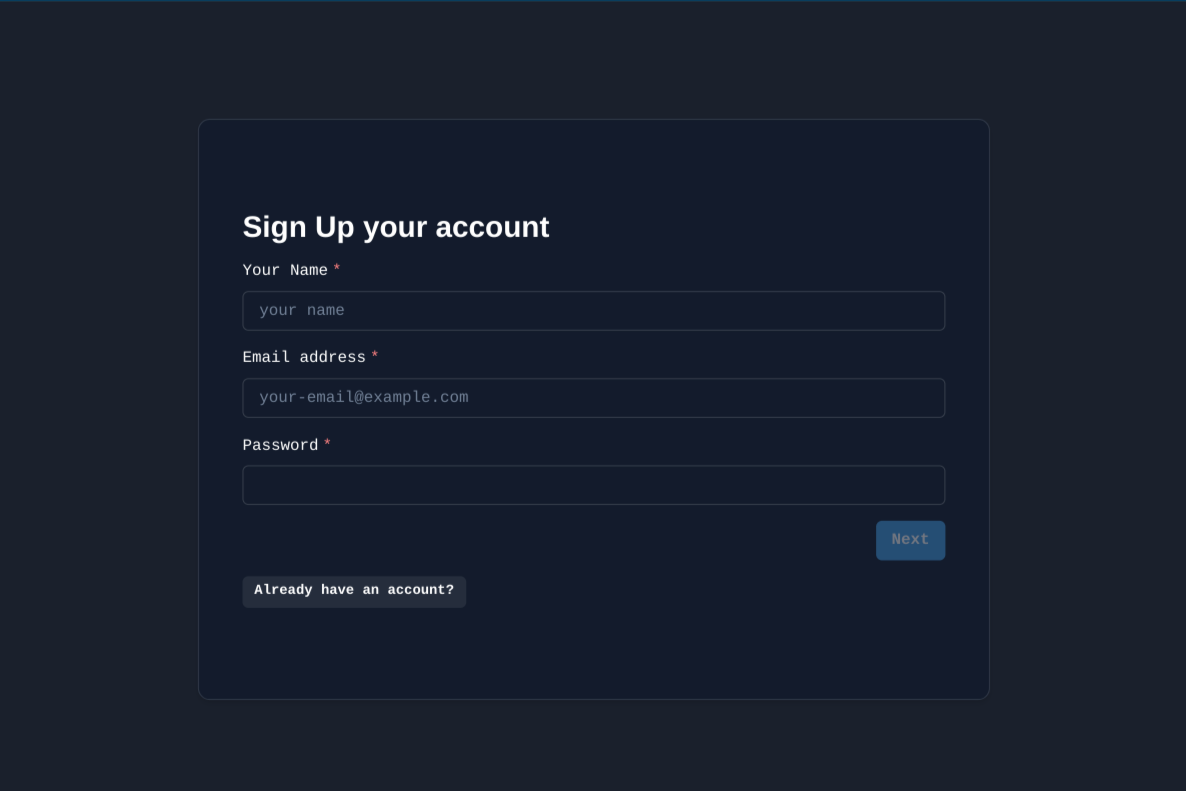 Sign Up your account
Your Name *
your name
Email address *
your-email@example.com
Password *
Next
Already have an account?